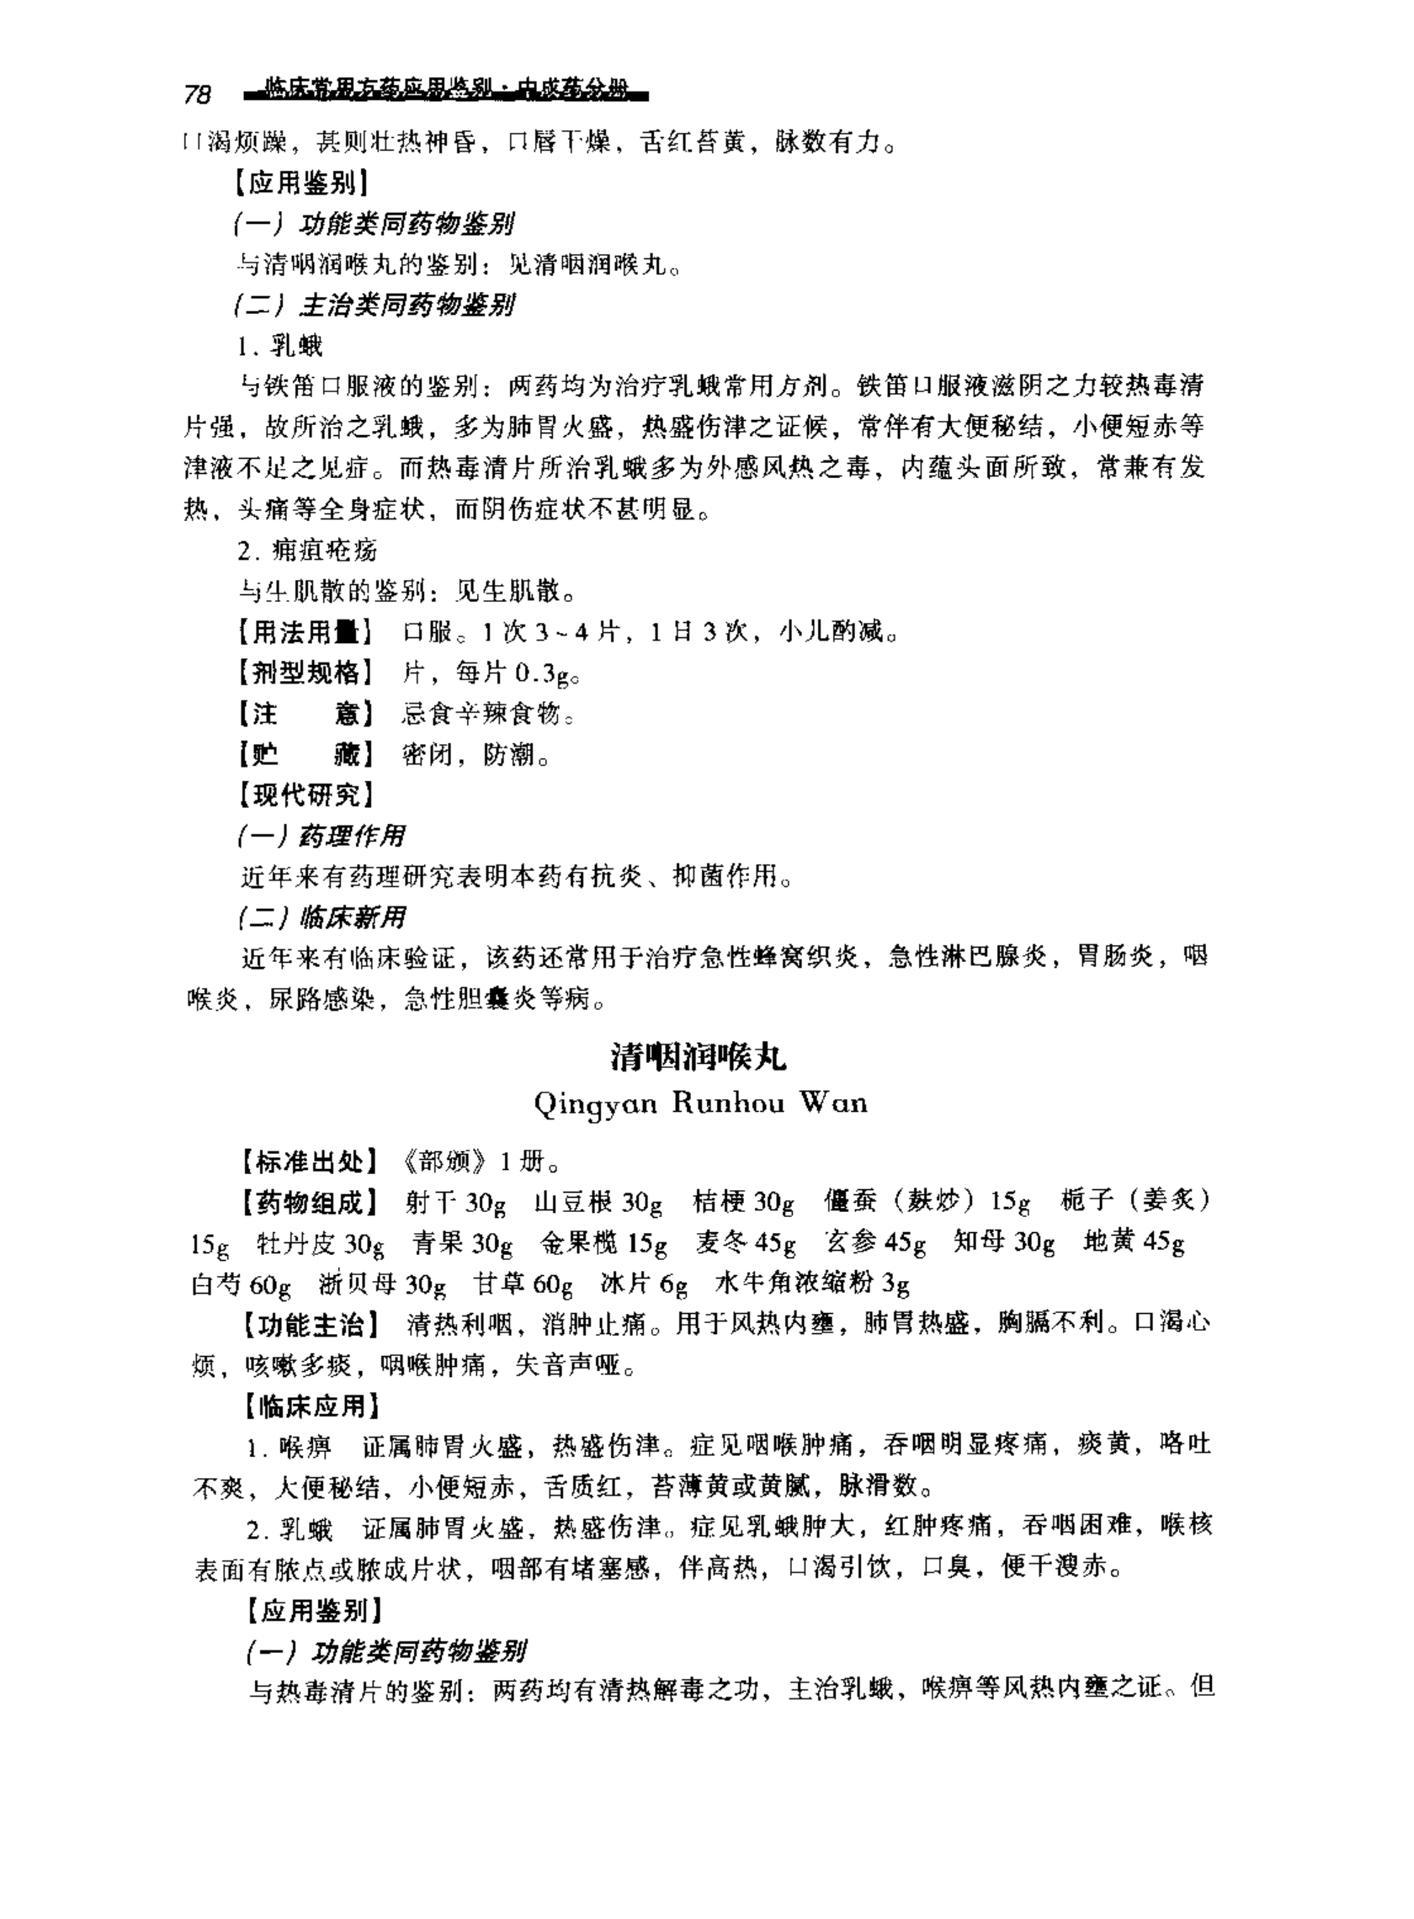 78 临床常用方药应用鉴别·中成药分册
口渴烦躁，甚则壮热神昏，口唇干燥，舌红苔黄，脉数有力。
【应用鉴别】
（一）功能类同药物鉴别
与清咽润喉丸的鉴别：见清咽润喉丸。
（二）主治类同药物鉴别
1. 乳蛾
与铁笛口服液的鉴别：两药均为治疗乳蛾常用方剂。铁笛口服液滋阴之力较热毒清
片强，故所治之乳蛾，多为肺胃火盛，热盛伤津之证候，常伴有大便秘结，小便短赤等
津液不足之见症。而热毒清片所治乳蛾多为外感风热之毒，内蕴头面所致，常兼有发
热，头痛等全身症状，而阴伤症状不甚明显。
2. 痈疽疮疡
与生肌散的鉴别：见生肌散。
【用法用量】 口服。1次3~4片，1日3次，小儿酌减。
【剂型规格】 片，每片0.3g。
【注 意】 忌食辛辣食物。
【贮 藏】 密闭，防潮。
【现代研究】
（一）药理作用
近年来有药理研究表明本药有抗炎、抑菌作用。
（二）临床新用
近年来有临床验证，该药还常用于治疗急性蜂窝织炎，急性淋巴腺炎，胃肠炎，咽
喉炎，尿路感染，急性胆囊炎等病。
清咽润喉丸
Qingyan Runhou Wan
【标准出处】 《部颁》1册。
【药物组成】 射干30g 山豆根30g 桔梗30g 僵蚕（麸炒）15g 栀子（姜炙）
15g 牡丹皮30g 青果30g 金果榄15g 麦冬45g 玄参45g 知母30g 地黄45g
白芍60g 浙贝母30g 甘草60g 冰片6g 水牛角浓缩粉3g
【功能主治】 清热利咽，消肿止痛。用于风热内壅，肺胃热盛，胸膈不利。口渴心
烦，咳嗽多痰，咽喉肿痛，失音声哑。
【临床应用】
1. 喉痹 证属肺胃火盛，热盛伤津。症见咽喉肿痛，吞咽明显疼痛，痰黄，咯吐
不爽，大便秘结，小便短赤，舌质红，苔薄黄或黄腻，脉滑数。
2. 乳蛾 证属肺胃火盛，热盛伤津。症见乳蛾肿大，红肿疼痛，吞咽困难，喉核
表面有脓点或脓成片状，咽部有堵塞感，伴高热，口渴引饮，口臭，便干溲赤。
【应用鉴别】
（一）功能类同药物鉴别
与热毒清片的鉴别：两药均有清热解毒之功，主治乳蛾，喉痹等风热内壅之证。但